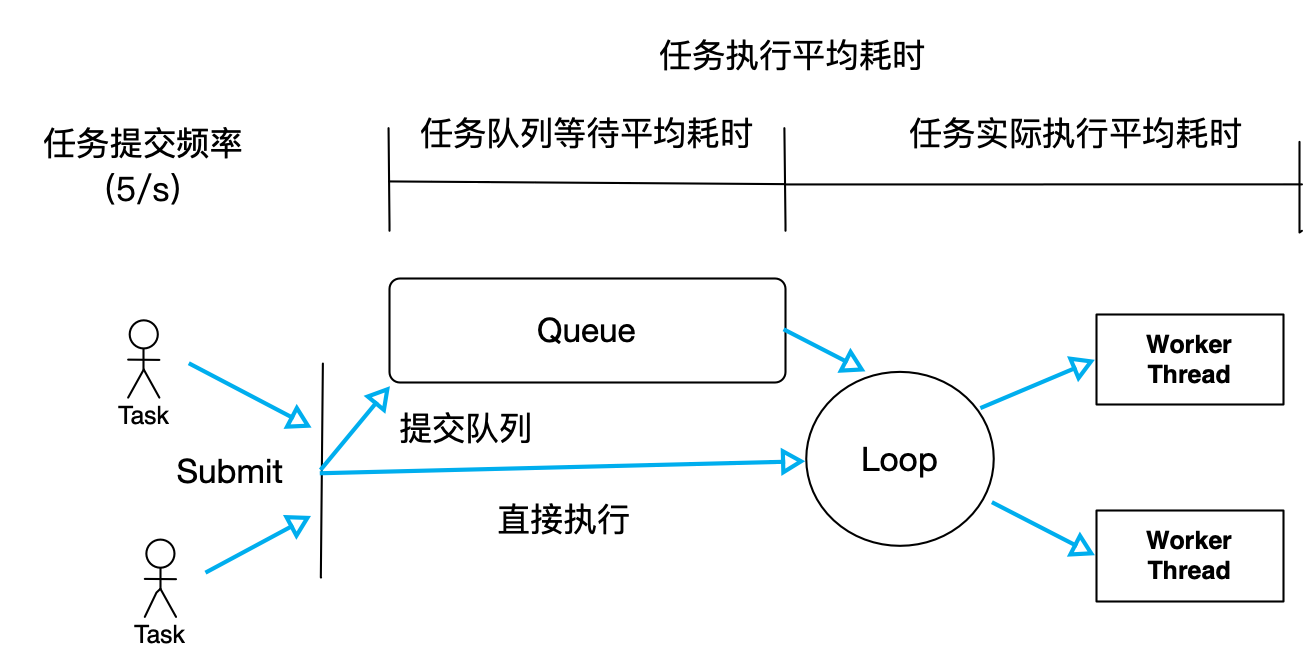 任务执行平均耗时
任务提交频率
(5/s)
任务队列等待平均耗时
任务实际执行平均耗时
Queue
Task
提交队列
Submit
Loop
直接执行
Worker
Thread
Worker
Thread
Task